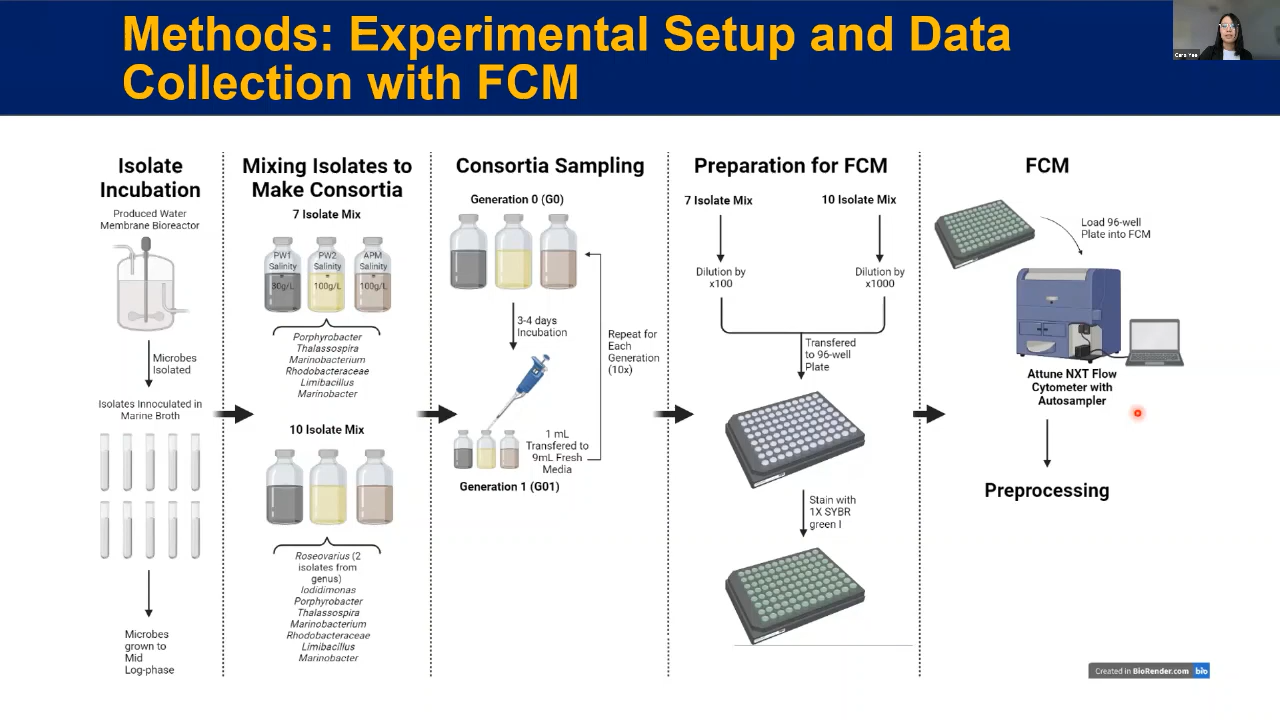 Methods: Experimental Setup and Data
Collection with FCM
Cara Yee
Isolate
Incubation
Produced Water
Membrane Bioreactor
Microbes
Isolated
Isolates Innoculated in
Marine Broth
Microbes
grown to
Mid
Log-phase
Mixing Isolates to
Make Consortia
7 Isolate Mix
PW1
Salinity
~
30g/L
PW2
Salinity
~
100g/L
APM
Salinity
~
100g/L
Porphyrobacter
Thalassospira
Marinobacterium
Rhodobacteraceae
Limibacillus
Marinobacter
10 Isolate Mix
Roseovarius (2
isolates from
genus)
Iodidimonas
Porphyrobacter
Thalassospira
Marinobacterium
Rhodobacteraceae
Limibacillus
Marinobacter
Consortia Sampling
Generation 0 (G0)
3-4 days
Incubation
Repeat for
Each
Generation
(10x)
1 mL
Transfered to
9mL Fresh
Media
Generation 1 (G01)
Preparation for FCM
7 Isolate Mix
10 Isolate Mix
Dilution by
x100
Dilution by
x1000
Transferred
to 96-well
Plate
Stain with
1X SYBR
green I
FCM
Load 96-well
Plate into FCM
Attune NXT Flow
Cytometer with
Autosampler
Preprocessing
Created in BioRender.com bio